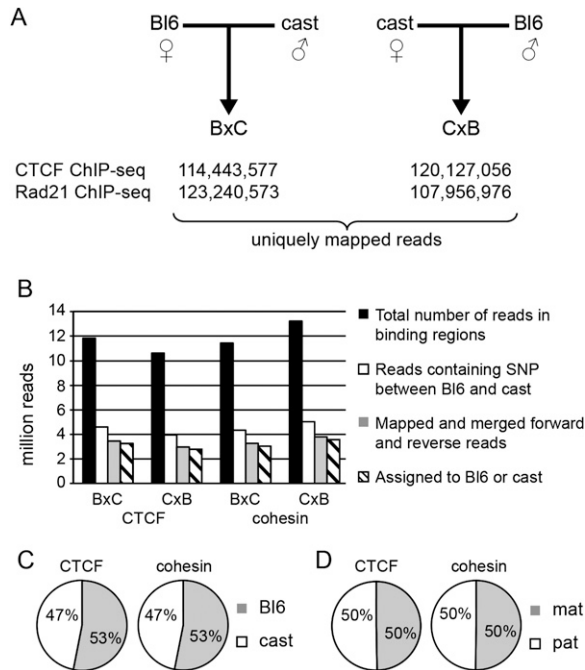 A
Bl6 cast cast Bl6
♀ ♂ ♀ ♂
BxC CxB
CTCF ChIP-seq 114,443,577 120,127,056
Rad21 ChIP-seq 123,240,573 107,956,976
uniquely mapped reads
B
million reads
14
12
10
8
6
4
2
0
BxC CxB BxC CxB
CTCF cohesin
Total number of reads in
binding regions
Reads containing SNP
between Bl6 and cast
Mapped and merged forward
and reverse reads
Assigned to Bl6 or cast
C
CTCF cohesin
47% 53% 47% 53%
Bl6
cast
D
CTCF cohesin
50% 50% 50% 50%
mat
pat